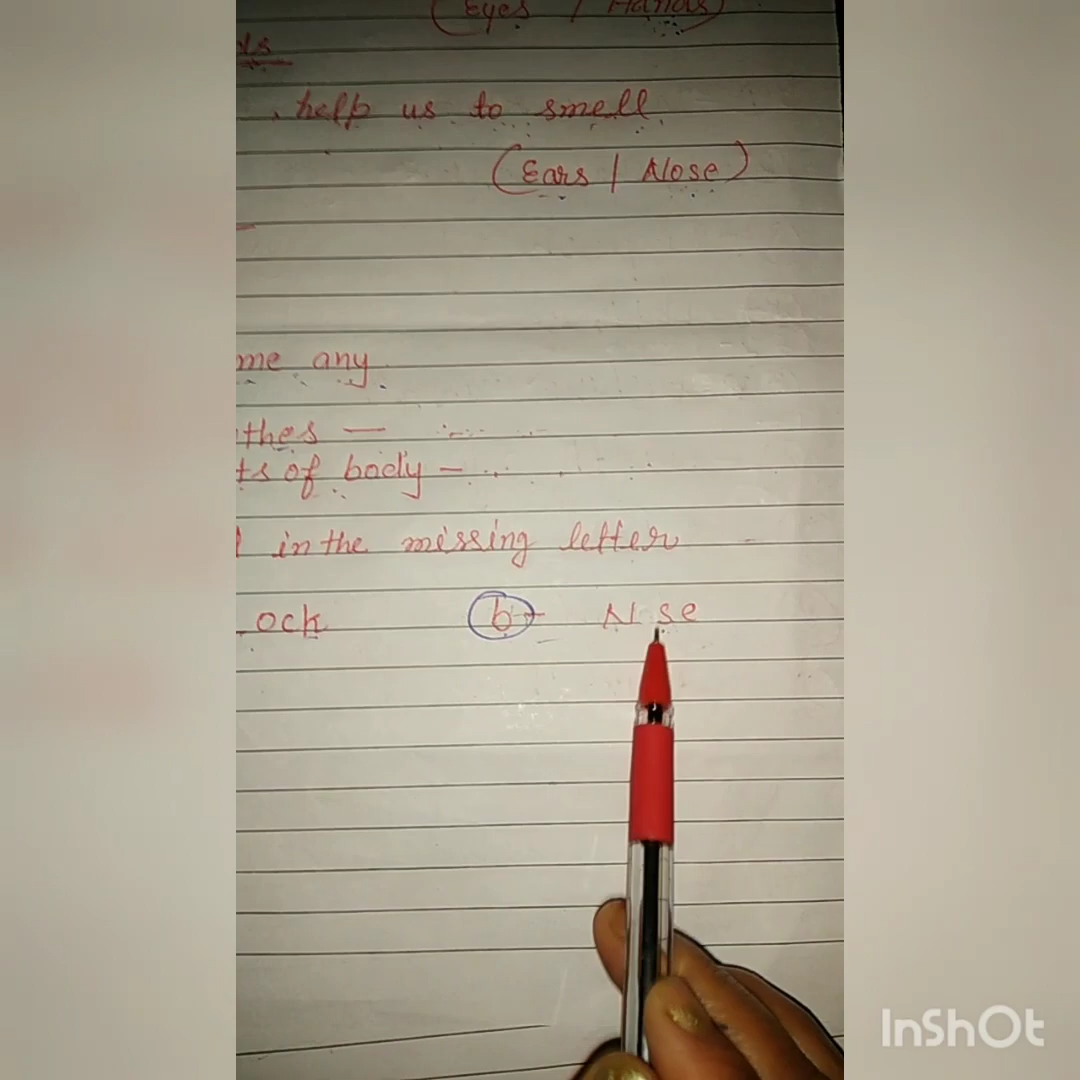 (Eyes / Hands)
help us to smell
(Ears / Nose)
me any
thes —
ts of body —
in the missing letter
ock b- N se
InShOt